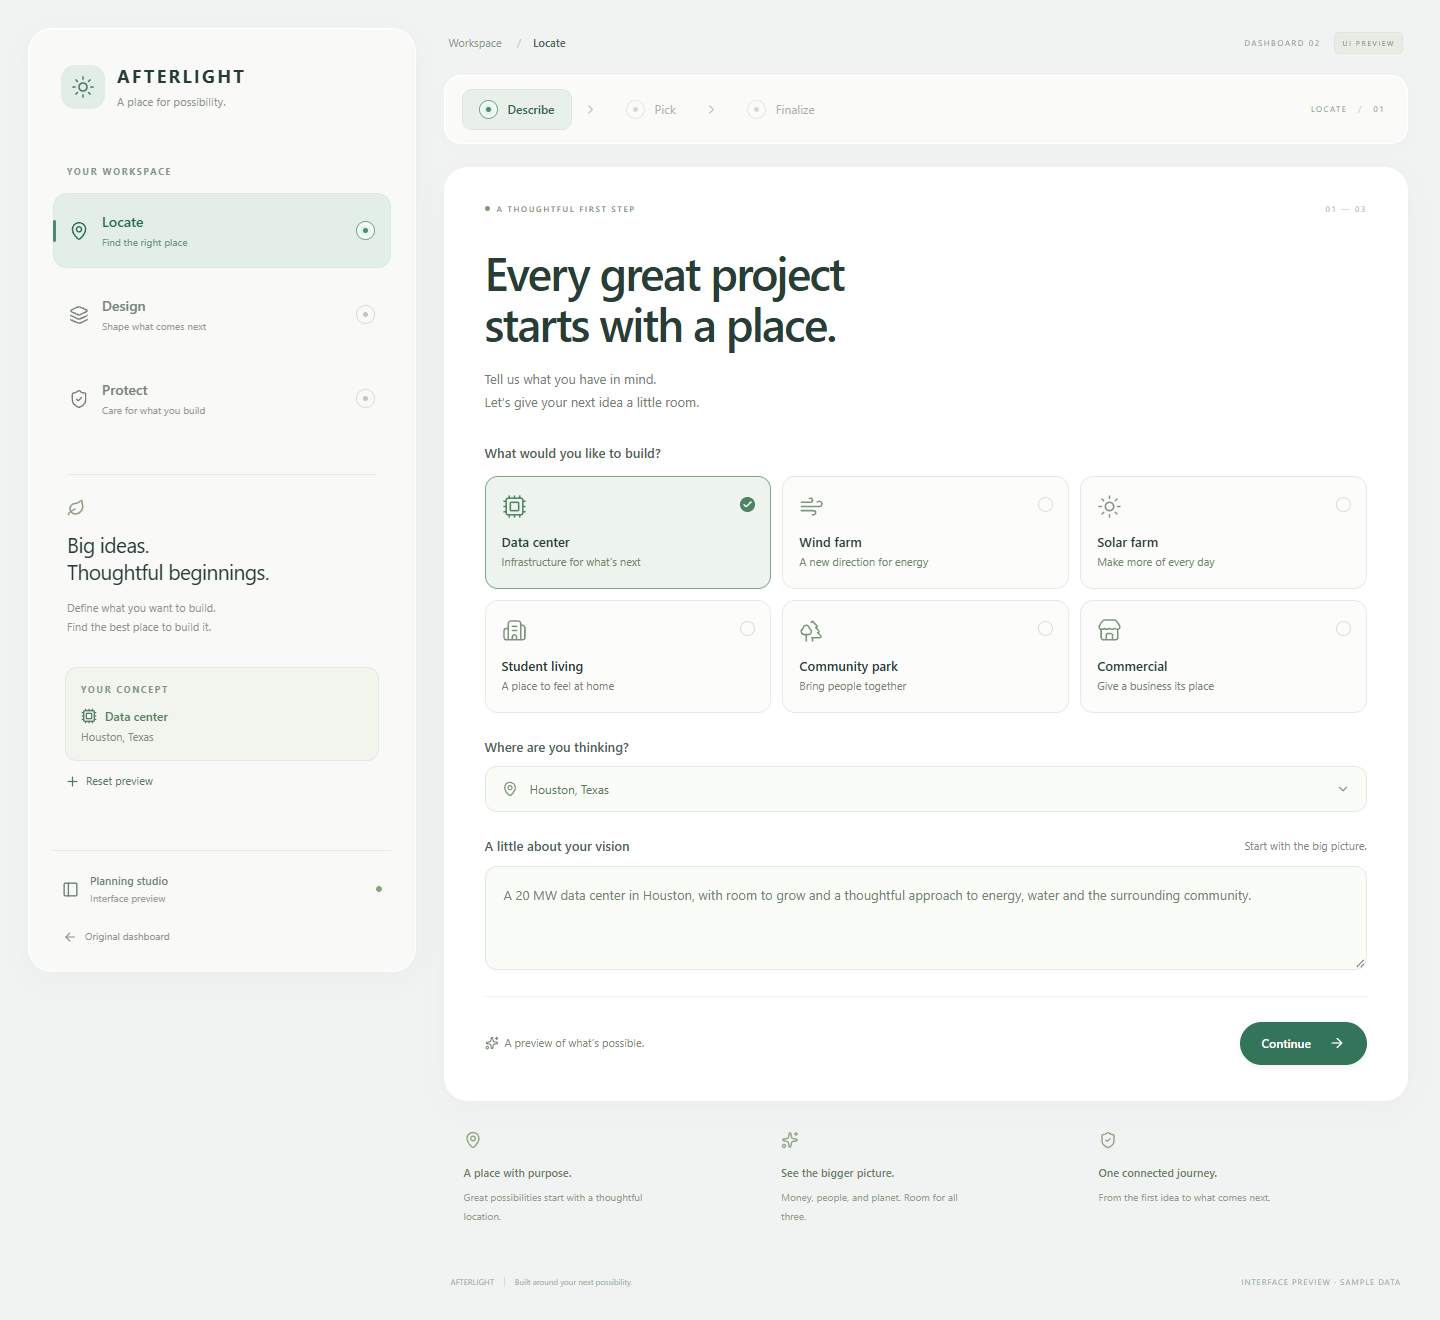 AFTERLIGHT
A place for possibility.
YOUR WORKSPACE
Locate
Find the right place
Design
Shape what comes next
Protect
Care for what you build
Big ideas.
Thoughtful beginnings.
Define what you want to build.
Find the best place to build it.
YOUR CONCEPT
Data center
Houston, Texas
Reset preview
Planning studio
Interface preview
Original dashboard
Workspace / Locate
DASHBOARD 02
UI PREVIEW
Describe
Pick
Finalize
LOCATE / 01
A THOUGHTFUL FIRST STEP
01 — 03
Every great project
starts with a place.
Tell us what you have in mind.
Let's give your next idea a little room.
What would you like to build?
Data center
Infrastructure for what's next
Wind farm
A new direction for energy
Solar farm
Make more of every day
Student living
A place to feel at home
Community park
Bring people together
Commercial
Give a business its place
Where are you thinking?
Houston, Texas
A little about your vision
Start with the big picture.
A 20 MW data center in Houston, with room to grow and a thoughtful approach to energy, water and the surrounding community.
A preview of what's possible.
Continue
A place with purpose.
Great possibilities start with a thoughtful
location.
See the bigger picture.
Money, people, and planet. Room for all
three.
One connected journey.
From the first idea to what comes next.
AFTERLIGHT | Built around your next possibility.
INTERFACE PREVIEW · SAMPLE DATA